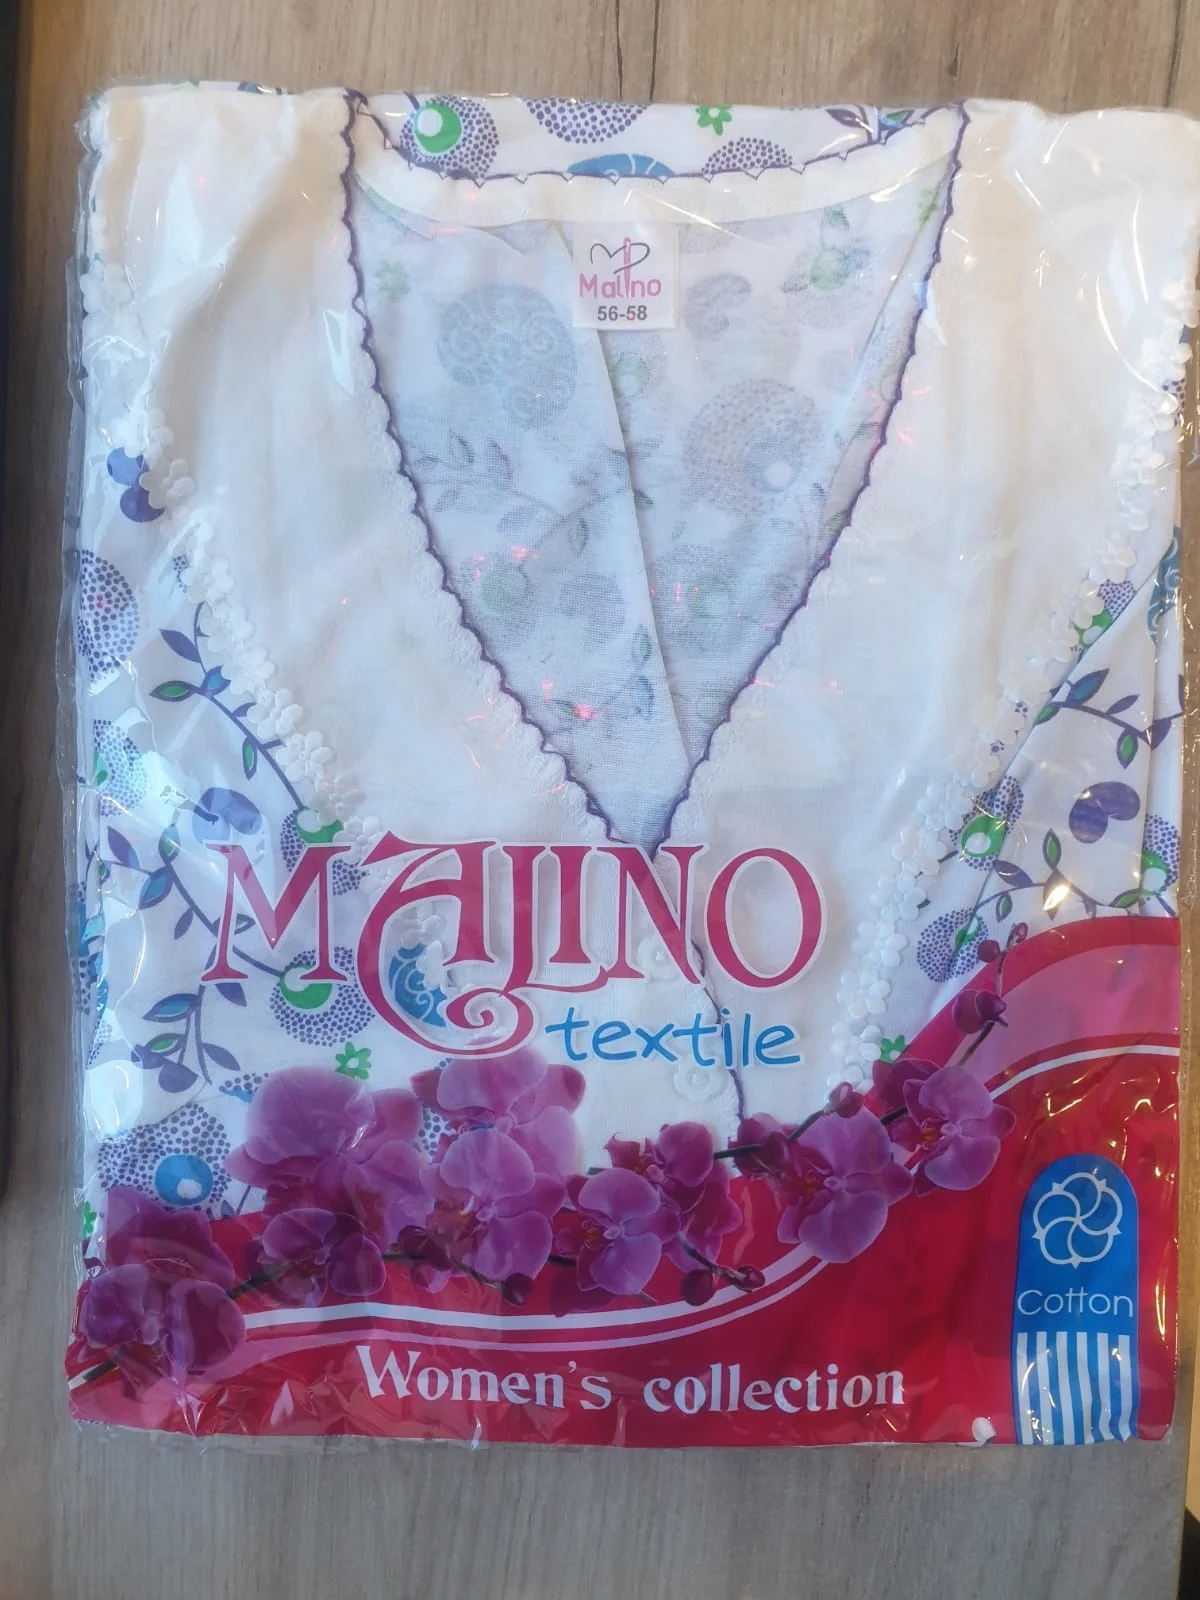 Malino
56-58
MALINO
textile
Cotton
Women's collection